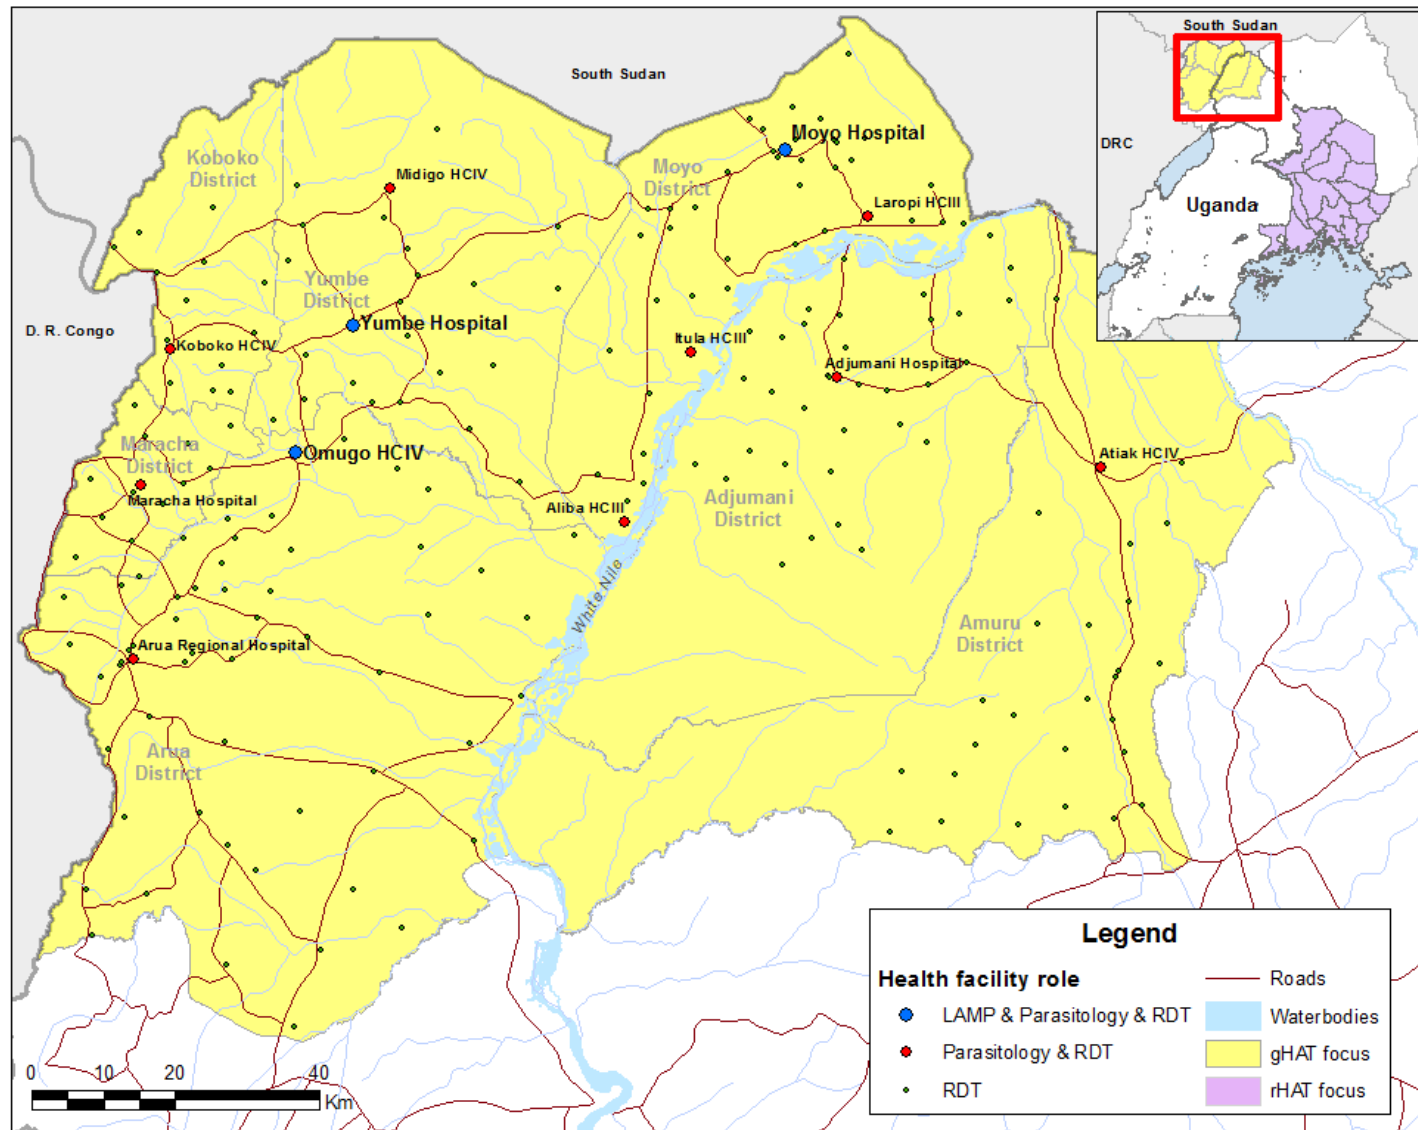 South Sudan
South Sudan
DRC
Uganda
Moyo Hospital
Koboko
District
Moyo
District
Midigo HCIV
Laropi HCIII
Yumbe
District
Yumbe Hospital
D. R. Congo
Koboko HCIV
Itula HCIII
Adjumani Hospital
Maracha
District
Omugo HCIV
Atiak HCIV
Maracha Hospital
Aliba HCIII
Adjumani
District
White Nile
Amuru
District
Arua Regional Hospital
Arua
District
Legend
Health facility role
LAMP & Parasitology & RDT
Parasitology & RDT
RDT
Roads
Waterbodies
gHAT focus
rHAT focus
0 10 20 40
Km